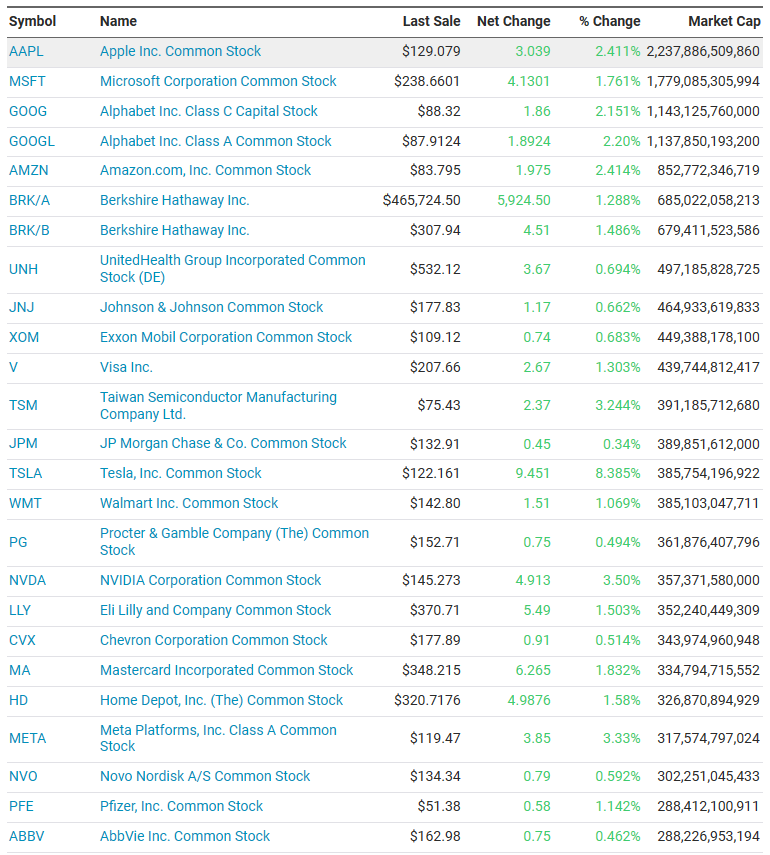 Symbol Name Last Sale Net Change % Change Market Cap
AAPL Apple Inc. Common Stock $129.079 3.039 2.411% 2,237,886,509,860
MSFT Microsoft Corporation Common Stock $238.6601 4.1301 1.761% 1,779,085,305,994
GOOG Alphabet Inc. Class C Capital Stock $88.32 1.86 2.151% 1,143,125,760,000
GOOGL Alphabet Inc. Class A Common Stock $87.9124 1.8924 2.20% 1,137,850,193,200
AMZN Amazon.com, Inc. Common Stock $83.795 1.975 2.414% 852,772,346,719
BRK/A Berkshire Hathaway Inc. $465,724.50 5,924.50 1.288% 685,022,058,213
BRK/B Berkshire Hathaway Inc. $307.94 4.51 1.486% 679,411,523,586
UNH UnitedHealth Group Incorporated Common
Stock (DE) $532.12 3.67 0.694% 497,185,828,725
JNJ Johnson & Johnson Common Stock $177.83 1.17 0.662% 464,933,619,833
XOM Exxon Mobil Corporation Common Stock $109.12 0.74 0.683% 449,388,178,100
V Visa Inc. $207.66 2.67 1.303% 439,744,812,417
TSM Taiwan Semiconductor Manufacturing
Company Ltd. $75.43 2.37 3.244% 391,185,712,680
JPM JP Morgan Chase & Co. Common Stock $132.91 0.45 0.34% 389,851,612,000
TSLA Tesla, Inc. Common Stock $122.161 9.451 8.385% 385,754,196,922
WMT Walmart Inc. Common Stock $142.80 1.51 1.069% 385,103,047,711
PG Procter & Gamble Company (The) Common
Stock $152.71 0.75 0.494% 361,876,407,796
NVDA NVIDIA Corporation Common Stock $145.273 4.913 3.50% 357,371,580,000
LLY Eli Lilly and Company Common Stock $370.71 5.49 1.503% 352,240,449,309
CVX Chevron Corporation Common Stock $177.89 0.91 0.514% 343,974,960,948
MA Mastercard Incorporated Common Stock $348.215 6.265 1.832% 334,794,715,552
HD Home Depot, Inc. (The) Common Stock $320.7176 4.9876 1.58% 326,870,894,929
META Meta Platforms, Inc. Class A Common
Stock $119.47 3.85 3.33% 317,574,797,024
NVO Novo Nordisk A/S Common Stock $134.34 0.79 0.592% 302,251,045,433
PFE Pfizer, Inc. Common Stock $51.38 0.58 1.142% 288,412,100,911
ABBV AbbVie Inc. Common Stock $162.98 0.75 0.462% 288,226,953,194